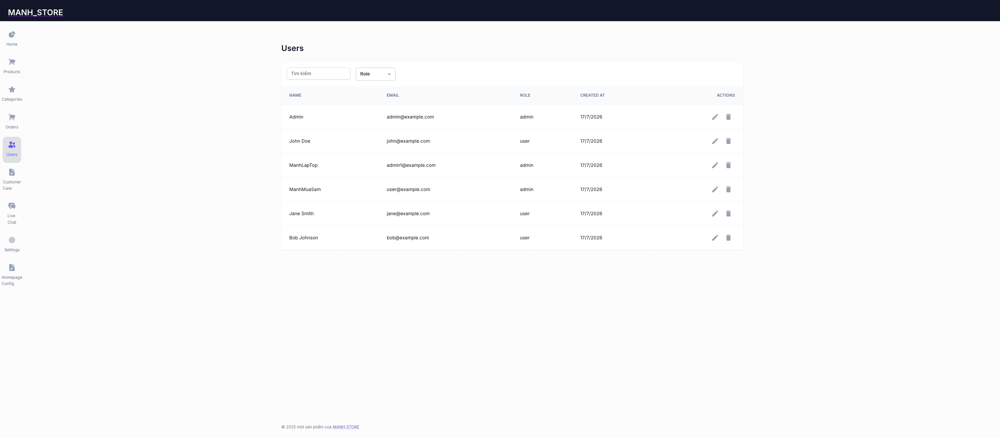 MANH_STORE
Home
Products
Categories
Orders
Users
Customer
Care
Live
Chat
Settings
Homepage
Config
Users
Tìm kiếm
Role
NAME EMAIL ROLE CREATED AT ACTIONS
Admin admin@example.com admin 17/7/2026
John Doe john@example.com user 17/7/2026
ManhLapTop admin1@example.com admin 17/7/2026
ManhMuaSam user@example.com admin 17/7/2026
Jane Smith jane@example.com user 17/7/2026
Bob Johnson bob@example.com user 17/7/2026
© 2025 một sản phẩm của MANH STORE